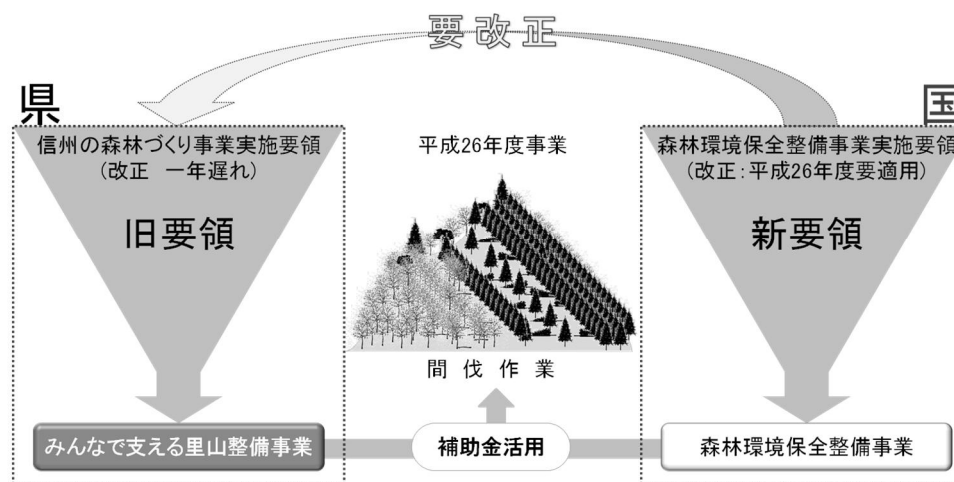 要改正
県
国
信州の森林づくり事業実施要領
(改正　一年遅れ)
旧要領
平成26年度事業
森林環境保全整備事業実施要領
(改正:平成26年度要適用)
新要領
間伐作業
みんなで支える里山整備事業
補助金活用
森林環境保全整備事業